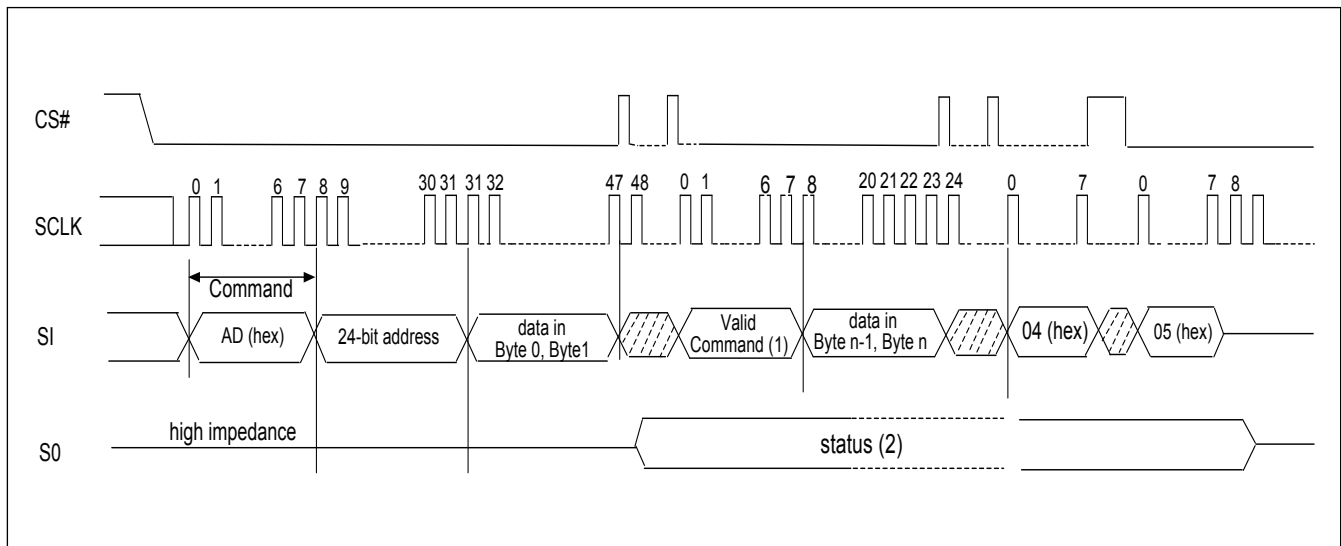 CS#
0 1 6 7 8 9 30 31 31 32 47 48 0 1 6 7 8 20 21 22 23 24 0 7 0 7 8
SCLK
Command
SI
AD (hex)
24-bit address
data in
Byte 0, Byte1
Valid
Command (1)
data in
Byte n-1, Byte n
04 (hex)
05 (hex)
high impedance
S0
status (2)